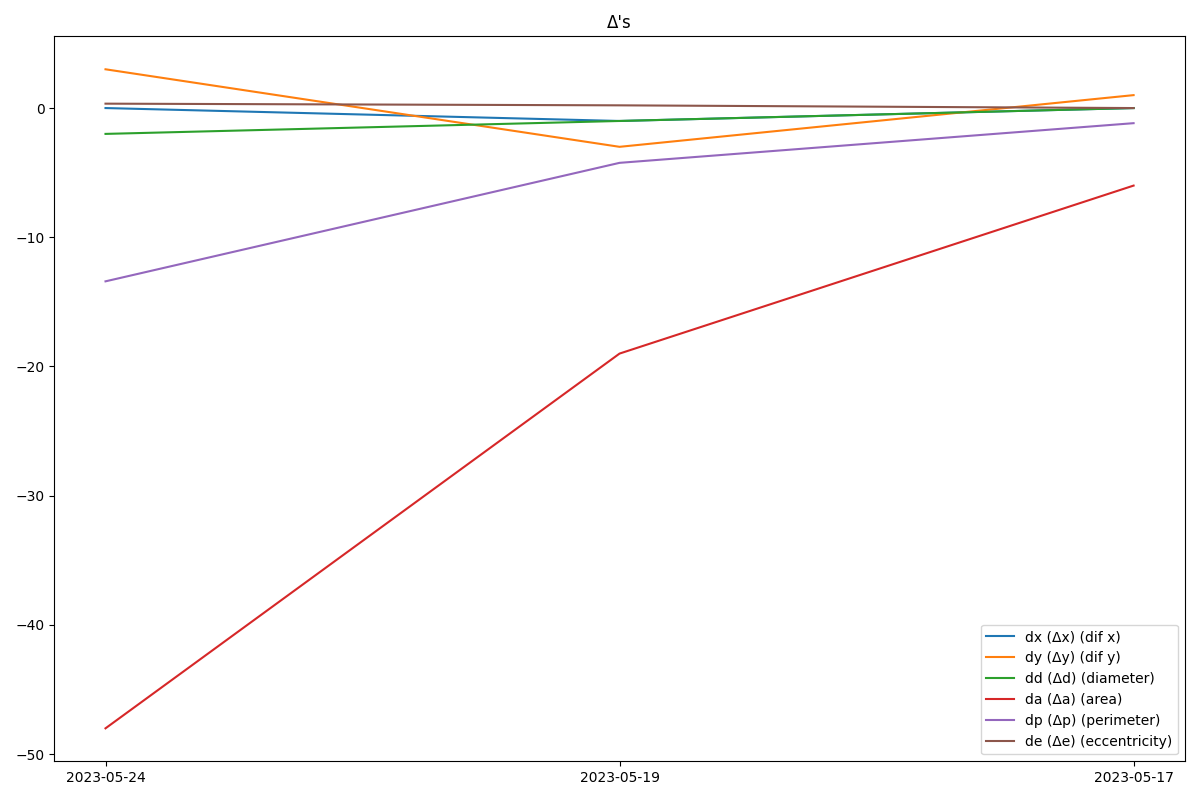 Δ's
0
−10
−20
−30
−40
−50
2023-05-24
2023-05-19
2023-05-17
dx (Δx) (dif x)
dy (Δy) (dif y)
dd (Δd) (diameter)
da (Δa) (area)
dp (Δp) (perimeter)
de (Δe) (eccentricity)